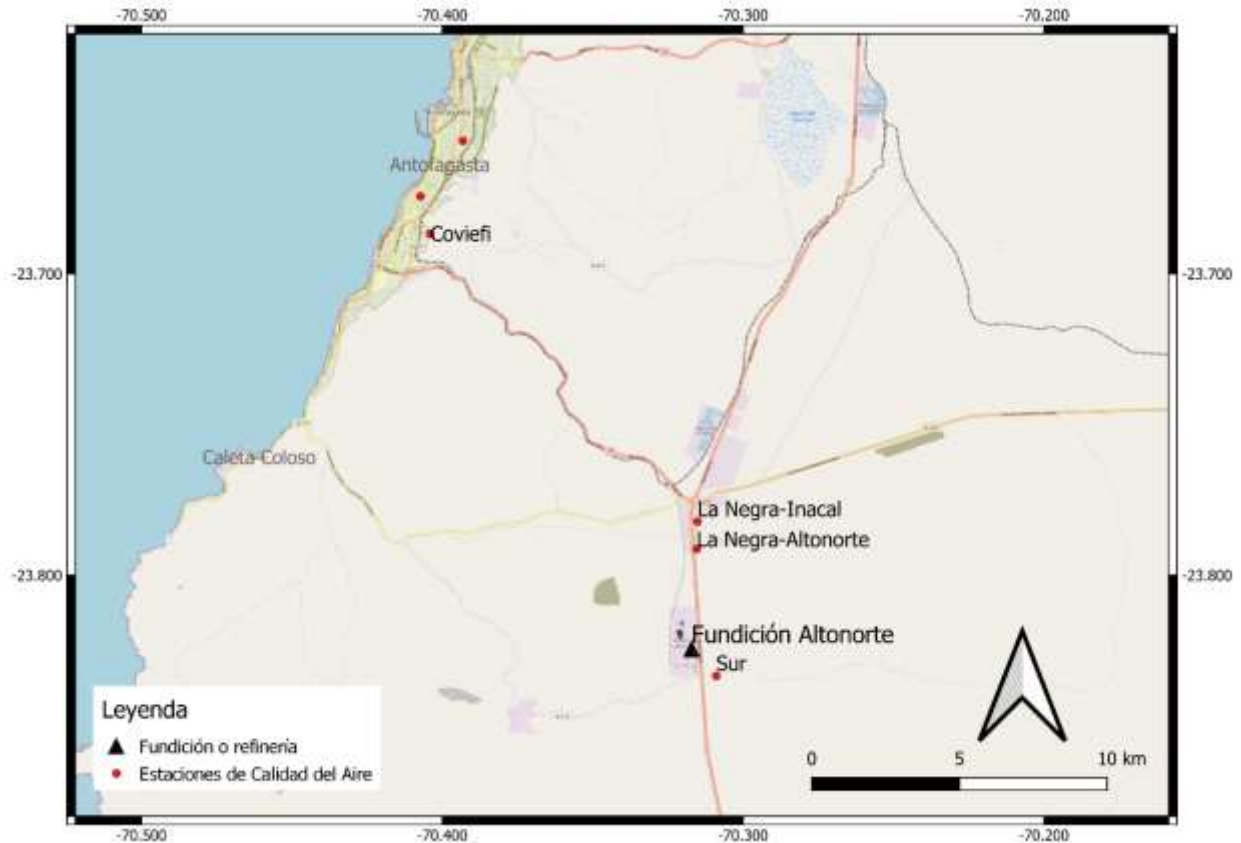 -70.500 -70.400 -70.300 -70.200
Antofagasta
Coviefi
-23.700 -23.700
Caleta Coloso
La Negra-Inacal
La Negra-Altonorte
-23.800 -23.800
Fundición Altonorte
Sur
Leyenda
Fundición o refinería
Estaciones de Calidad del Aire
0 5 10 km
-70.500 -70.400 -70.300 -70.200